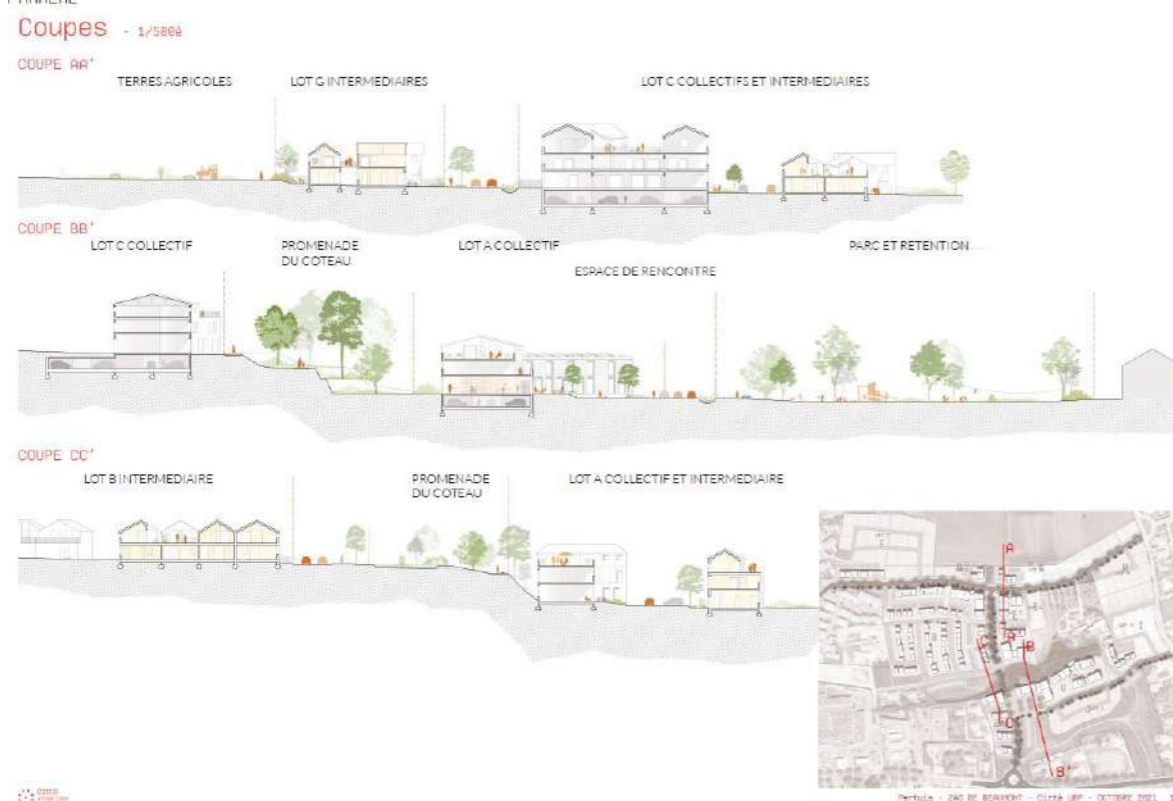 Coupes - 1/500è
COUPE AA'
TERRES AGRICOLES
LOT G INTERMEDIAIRES
LOT C COLLECTIFS ET INTERMEDIAIRES
COUPE BB'
LOT C COLLECTIF
PROMENADE
DU COTEAU
LOT A COLLECTIF
ESPACE DE RENCONTRE
PARC ET RETENTION
COUPE CC'
LOT B INTERMEDIAIRE
PROMENADE
DU COTEAU
LOT A COLLECTIF ET INTERMEDIAIRE
A
A'
C
B
C'
B'
Pertuis - ZAC DE BEAUMONT - Citta URP - OCTOBRE 2021